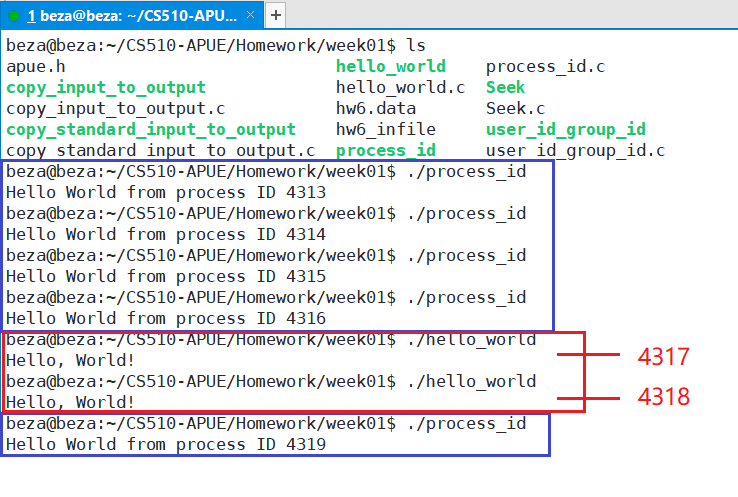 1 beza@beza: ~/CS510-APU... × +
beza@beza:~/CS510-APUE/Homework/week01$ ls
apue.h hello_world process_id.c
copy_input_to_output hello_world.c Seek
copy_input_to_output.c hw6.data Seek.c
copy_standard_input_to_output hw6_infile user_id_group_id
copy_standard_input_to_output.c process_id user_id_group_id.c
beza@beza:~/CS510-APUE/Homework/week01$ ./process_id
Hello World from process ID 4313
beza@beza:~/CS510-APUE/Homework/week01$ ./process_id
Hello World from process ID 4314
beza@beza:~/CS510-APUE/Homework/week01$ ./process_id
Hello World from process ID 4315
beza@beza:~/CS510-APUE/Homework/week01$ ./process_id
Hello World from process ID 4316
beza@beza:~/CS510-APUE/Homework/week01$ ./hello_world
4317
Hello, World!
beza@beza:~/CS510-APUE/Homework/week01$ ./hello_world
4318
Hello, World!
beza@beza:~/CS510-APUE/Homework/week01$ ./process_id
Hello World from process ID 4319